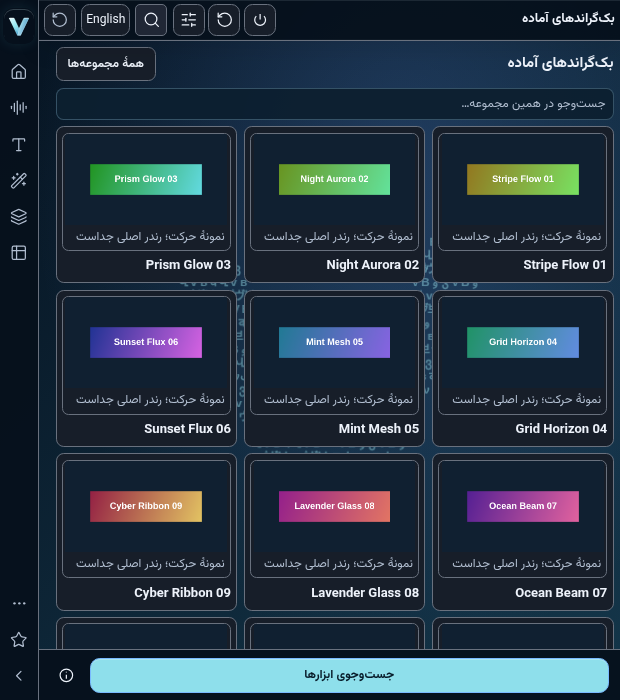 بک‌گراندهای آماده
English
بک‌گراندهای آماده
همهٔ مجموعه‌ها
جست‌وجو در همین مجموعه...
Stripe Flow 01
نمونهٔ حرکت؛ رندر اصلی جداست
Stripe Flow 01
Night Aurora 02
نمونهٔ حرکت؛ رندر اصلی جداست
Night Aurora 02
Prism Glow 03
نمونهٔ حرکت؛ رندر اصلی جداست
Prism Glow 03
Grid Horizon 04
نمونهٔ حرکت؛ رندر اصلی جداست
Grid Horizon 04
Mint Mesh 05
نمونهٔ حرکت؛ رندر اصلی جداست
Mint Mesh 05
Sunset Flux 06
نمونهٔ حرکت؛ رندر اصلی جداست
Sunset Flux 06
Ocean Beam 07
نمونهٔ حرکت؛ رندر اصلی جداست
Ocean Beam 07
Lavender Glass 08
نمونهٔ حرکت؛ رندر اصلی جداست
Lavender Glass 08
Cyber Ribbon 09
نمونهٔ حرکت؛ رندر اصلی جداست
Cyber Ribbon 09
جست‌وجوی ابزارها